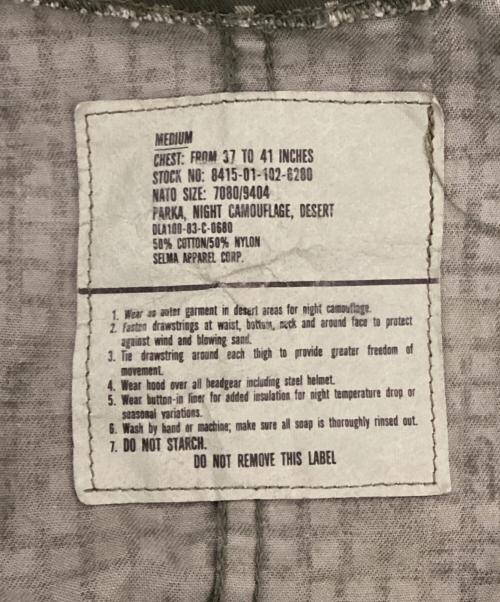 MEDIUM
CHEST: FROM 37 TO 41 INCHES
STOCK NO: 8415-01-102-6280
NATO SIZE: 7080/9404
PARKA, NIGHT CAMOUFLAGE, DESERT
DLA100-83-C-0680
50% COTTON/50% NYLON
SELMA APPAREL CORP.
1. Wear as outer garment in desert areas for night camouflage.
2. Fasten drawstrings at waist, bottom, neck and around face to protect
against wind and blowing sand.
3. Tie drawstring around each thigh to provide greater freedom of
movement.
4. Wear hood over all headgear including steel helmet.
5. Wear button-in liner for added insulation for night temperature drop or
seasonal variations.
6. Wash by hand or machine; make sure all soap is thoroughly rinsed out.
7. DO NOT STARCH.
DO NOT REMOVE THIS LABEL